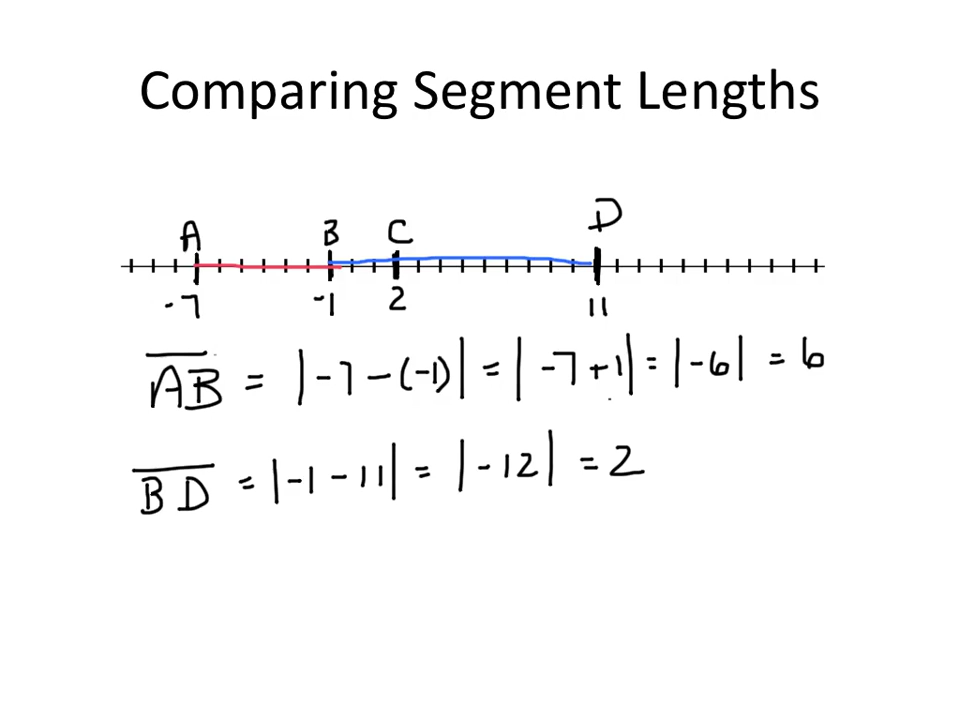 Comparing Segment Lengths
A B C D
-7 -1 2 11
AB = |-7-(-1)| = |-7+1| = |-6| = 6
BD = |-1-11| = |-12| = 2